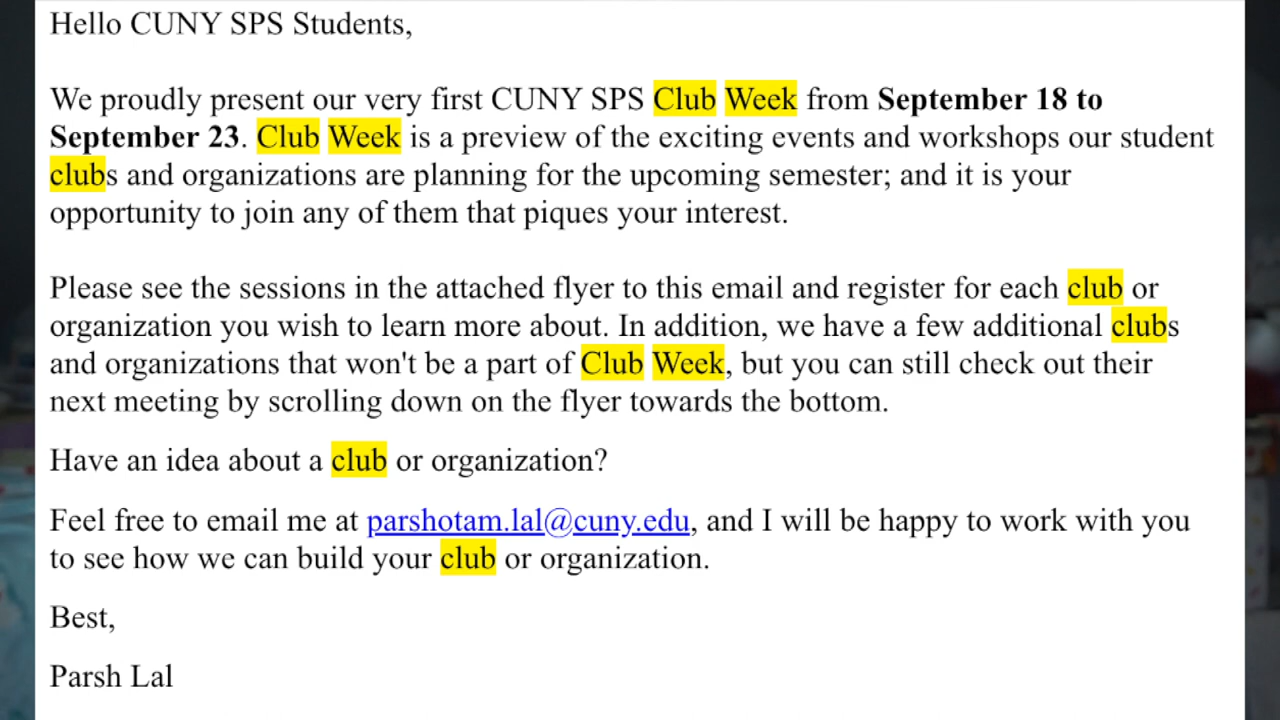 Hello CUNY SPS Students,
We proudly present our very first CUNY SPS Club Week from September 18 to
September 23. Club Week is a preview of the exciting events and workshops our student
clubs and organizations are planning for the upcoming semester; and it is your
opportunity to join any of them that piques your interest.
Please see the sessions in the attached flyer to this email and register for each club or
organization you wish to learn more about. In addition, we have a few additional clubs
and organizations that won't be a part of Club Week, but you can still check out their
next meeting by scrolling down on the flyer towards the bottom.
Have an idea about a club or organization?
Feel free to email me at parshotam.lal@cuny.edu, and I will be happy to work with you
to see how we can build your club or organization.
Best,
Parsh Lal